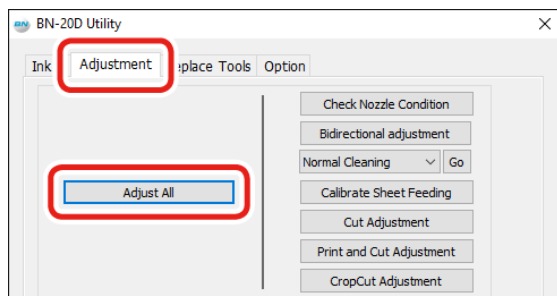 BN-20D Utility
Ink Adjustment place Tools Option
Check Nozzle Condition
Bidirectional adjustment
Normal Cleaning Go
Adjust All
Calibrate Sheet Feeding
Cut Adjustment
Print and Cut Adjustment
CropCut Adjustment